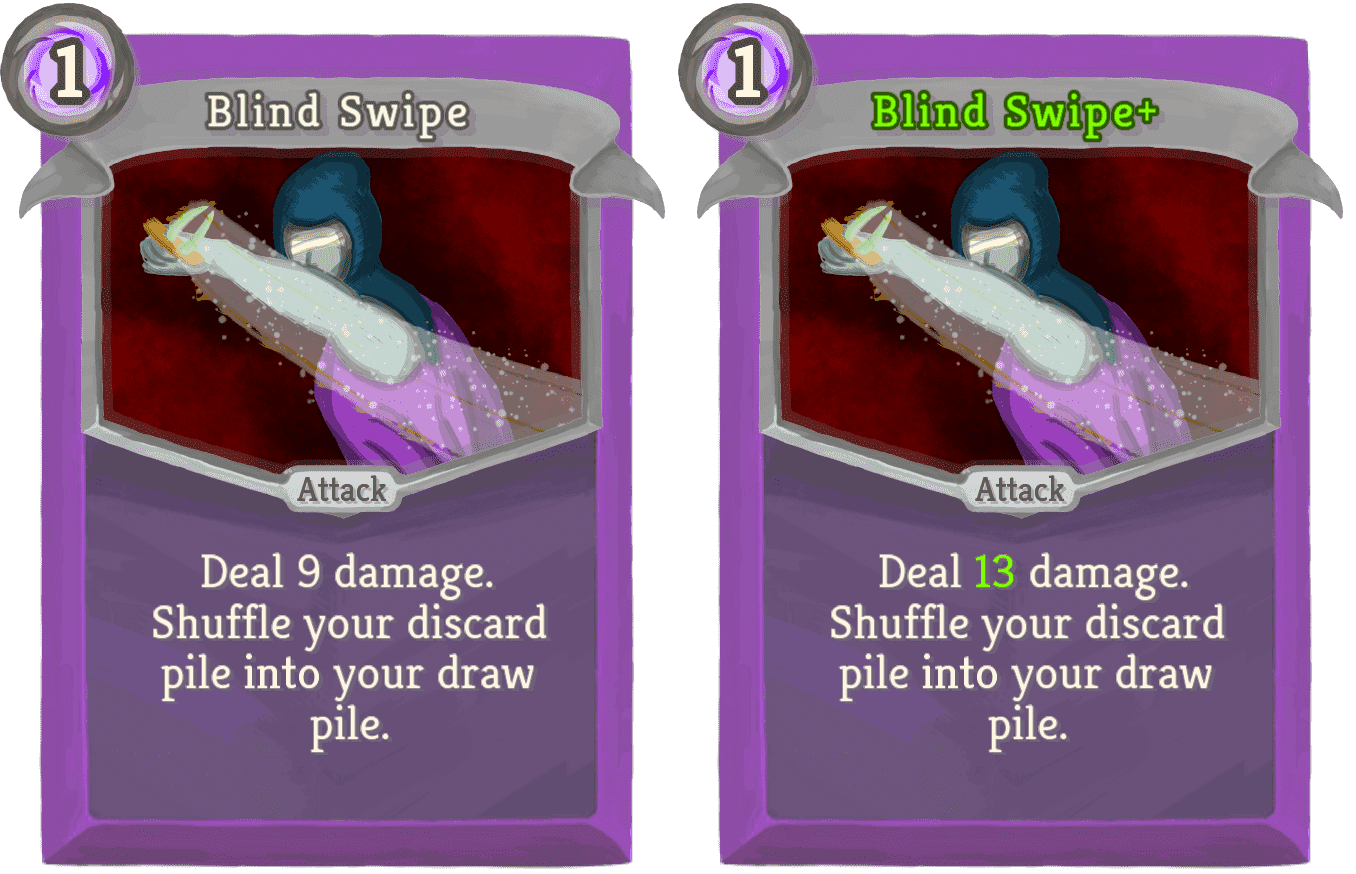 1
Blind Swipe
Attack
Deal 9 damage.
Shuffle your discard
pile into your draw
pile.
1
Blind Swipe+
Attack
Deal 13 damage.
Shuffle your discard
pile into your draw
pile.